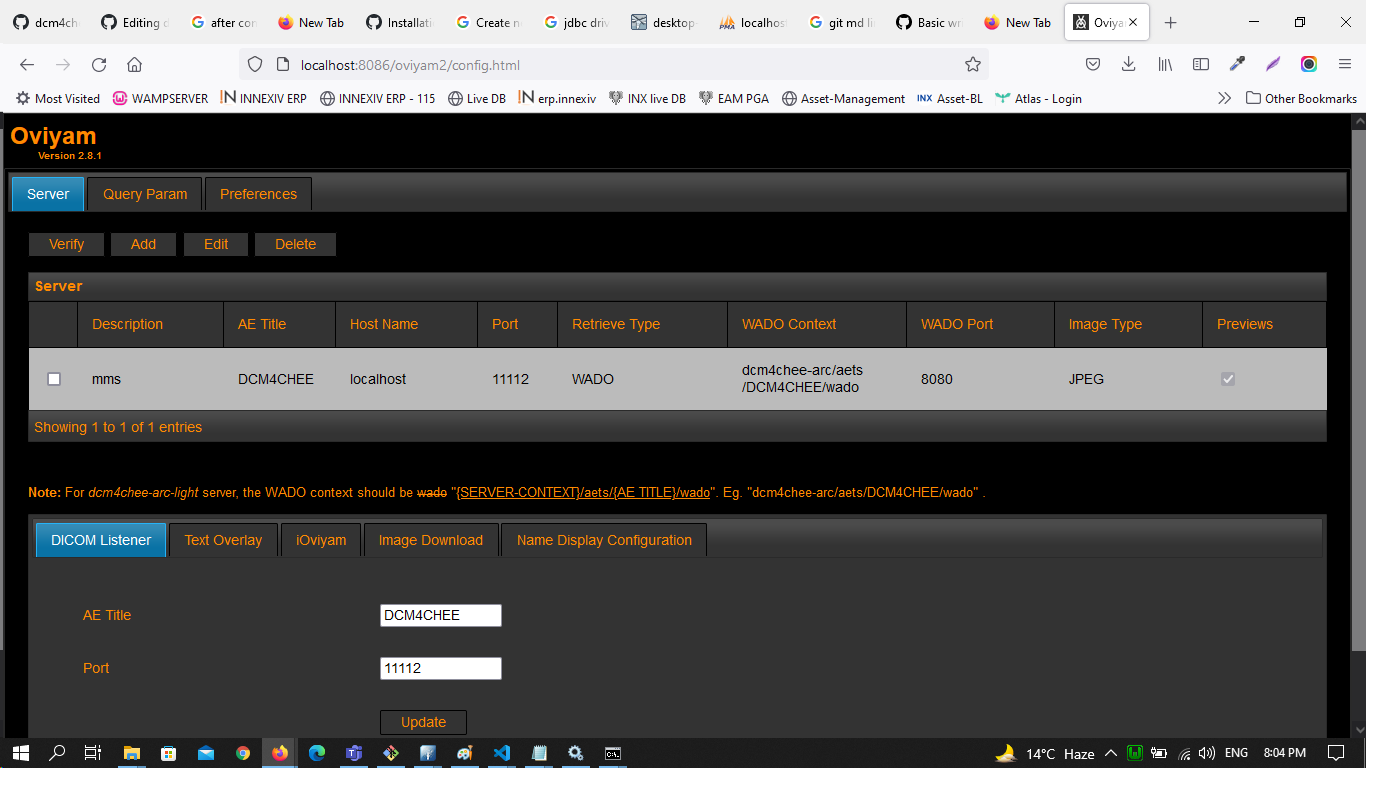 dcm4ch
Editing d
after con
New Tab
Installati
Create n
jdbc driv
desktop-
localhos
git md li
Basic wri
New Tab
Oviya
localhost:8086/oviyam2/config.html
Most Visited
WAMPSERVER
INNEXIV ERP
INNEXIV ERP - 115
Live DB
erp.innexiv
INX live DB
EAM PGA
Asset-Management
INX Asset-BL
Atlas - Login
Other Bookmarks
Oviyam
Version 2.8.1
Server Query Param Preferences
Verify Add Edit Delete
Server
Description AE Title Host Name Port Retrieve Type WADO Context WADO Port Image Type Previews
mms DCM4CHEE localhost 11112 WADO dcm4chee-arc/aets
/DCM4CHEE/wado 8080 JPEG
Showing 1 to 1 of 1 entries
Note: For dcm4chee-arc-light server, the WADO context should be wado "{SERVER-CONTEXT}/aets/{AE TITLE}/wado". Eg. "dcm4chee-arc/aets/DCM4CHEE/wado" .
DICOM Listener Text Overlay iOviyam Image Download Name Display Configuration
AE Title DCM4CHEE
Port 11112
Update
14°C Haze ENG 8:04 PM